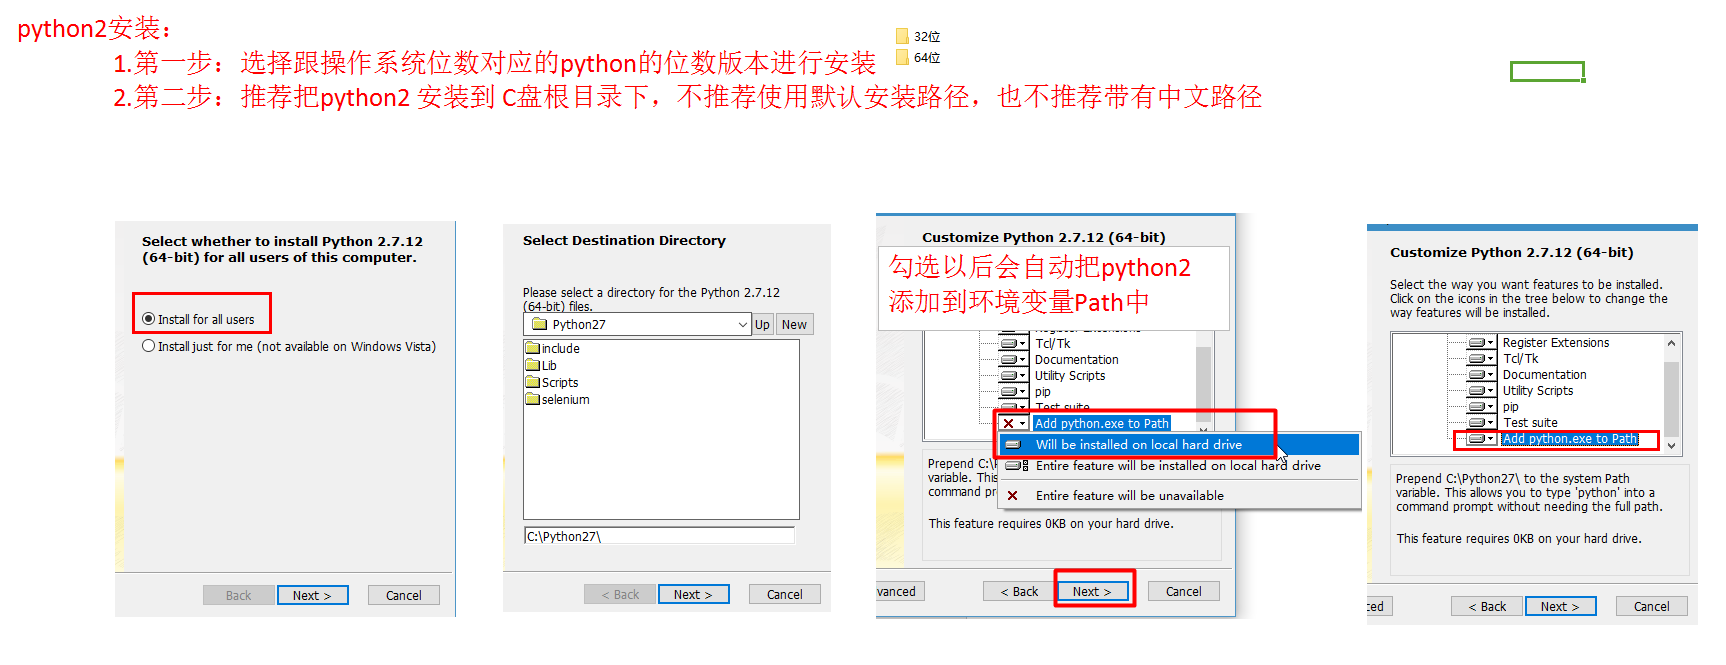 python2安装：
1.第一步：选择跟操作系统位数对应的python的位数版本进行安装
32位
64位
2.第二步：推荐把python2 安装到 C盘根目录下，不推荐使用默认安装路径，也不推荐带有中文路径
Select whether to install Python 2.7.12
(64-bit) for all users of this computer.
Install for all users
Install just for me (not available on Windows Vista)
Back
Next >
Cancel
Select Destination Directory
Please select a directory for the Python 2.7.12
(64-bit) files.
Python27
Up
New
include
Lib
Scripts
selenium
C:\Python27\
< Back
Next >
Cancel
Customize Python 2.7.12 (64-bit)
勾选以后会自动把python2
添加到环境变量Path中
Register Extensions
Tcl/Tk
Documentation
Utility Scripts
pip
Test suite
Add python.exe to Path
Will be installed on local hard drive
Entire feature will be installed on local hard drive
Entire feature will be unavailable
Prepend C:\
variable. This
command pr
This feature requires 0KB on your hard drive.
vanced
< Back
Next >
Cancel
Customize Python 2.7.12 (64-bit)
Select the way you want features to be installed.
Click on the icons in the tree below to change the
way features will be installed.
Register Extensions
Tcl/Tk
Documentation
Utility Scripts
pip
Test suite
Add python.exe to Path
Prepend C:\Python27\ to the system Path
variable. This allows you to type 'python' into a
command prompt without needing the full path.
This feature requires 0KB on your hard drive.
ced
< Back
Next >
Cancel